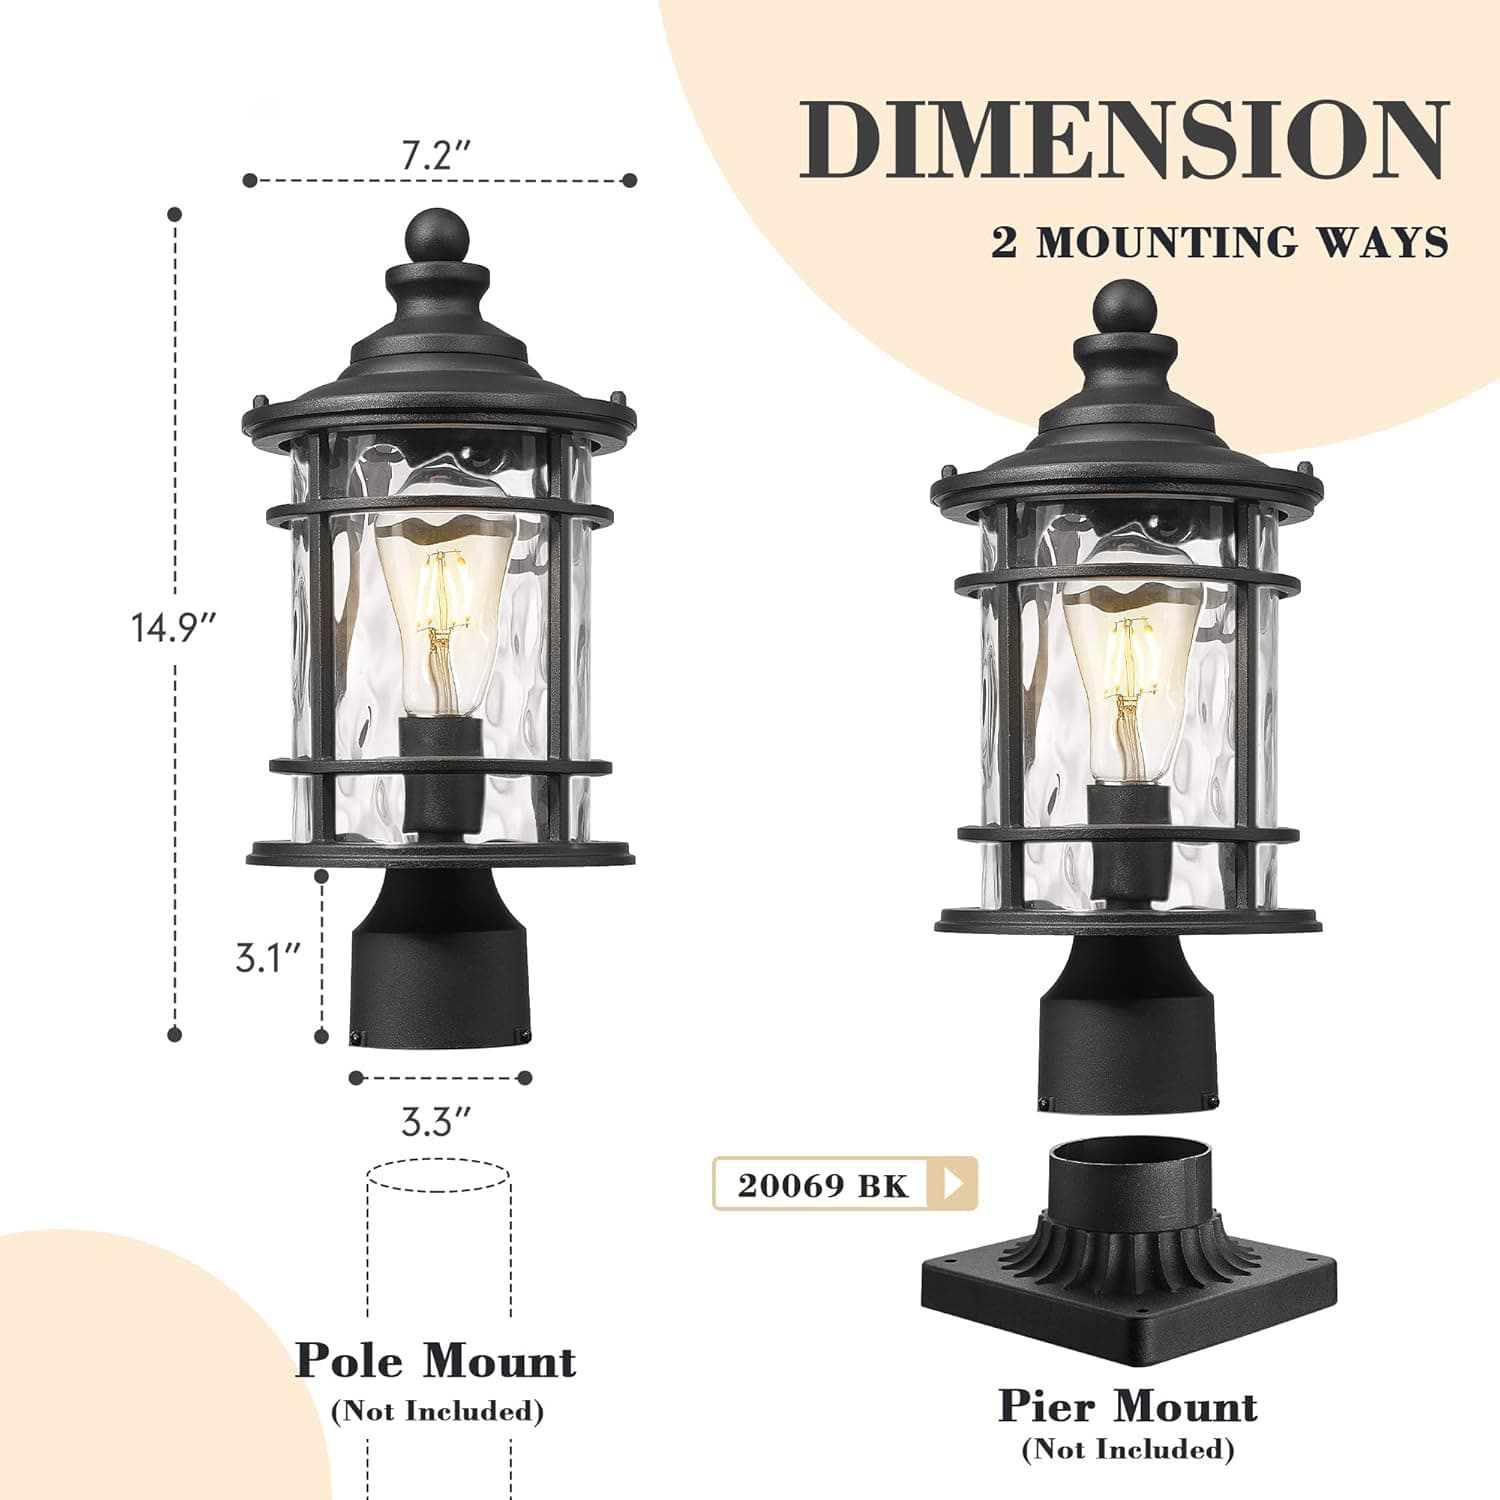 DIMENSION
2 MOUNTING WAYS
7.2″
14.9″
3.1″
3.3″
20069 BK
Pole Mount
(Not Included)
Pier Mount
(Not Included)